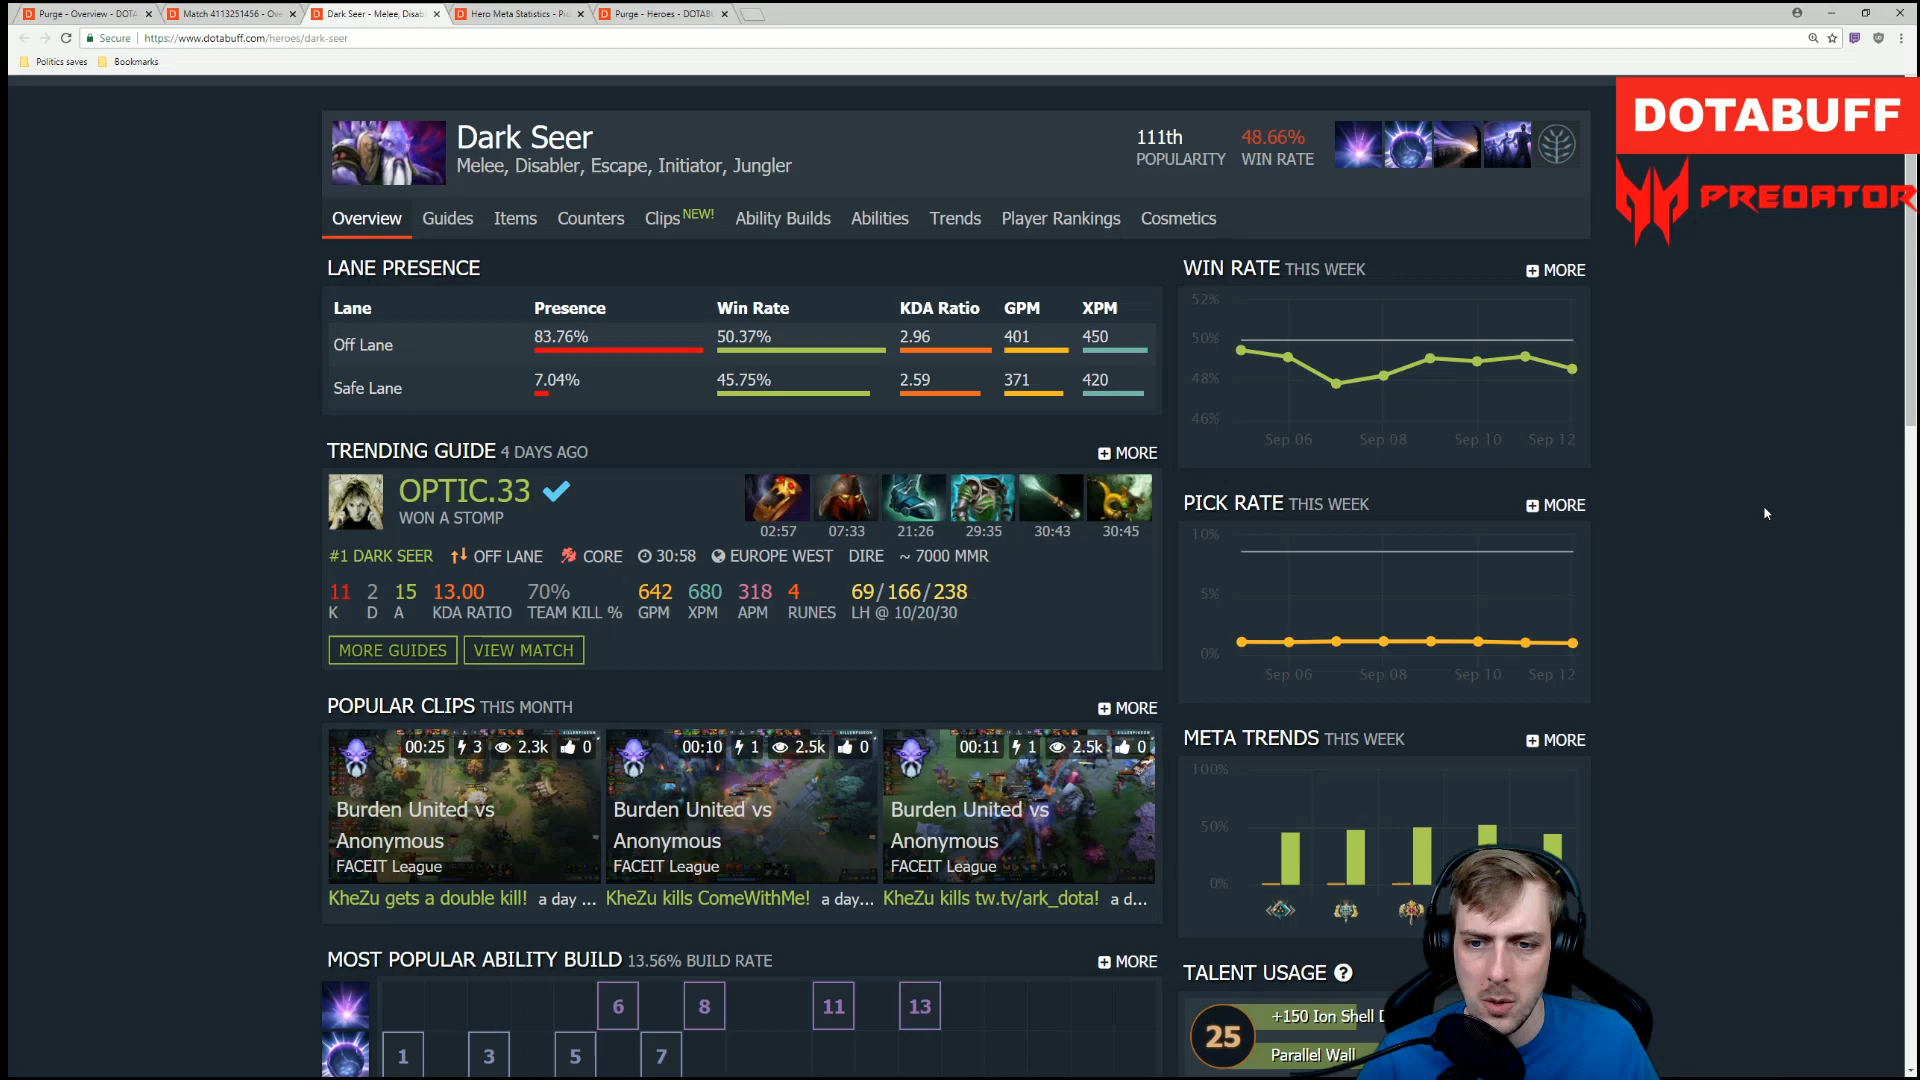 Purge - Overview - DOTA
Match 4113251456 - Ove
Dark Seer - Melee, Disab
Hero Meta Statistics - Pic
Purge - Heroes - DOTAB
Secure
https://www.dotabuff.com/heroes/dark-seer
Politics saves
Bookmarks
DOTABUFF
PREDATOR
Dark Seer
Melee, Disabler, Escape, Initiator, Jungler
111th
POPULARITY
48.66%
WIN RATE
Overview Guides Items Counters Clips NEW! Ability Builds Abilities Trends Player Rankings Cosmetics
LANE PRESENCE
Lane Presence Win Rate KDA Ratio GPM XPM
Off Lane 83.76% 50.37% 2.96 401 450
Safe Lane 7.04% 45.75% 2.59 371 420
TRENDING GUIDE 4 DAYS AGO
MORE
OPTIC.33
WON A STOMP
02:57 07:33 21:26 29:35 30:43 30:45
#1 DARK SEER OFF LANE CORE 30:58 EUROPE WEST DIRE ~ 7000 MMR
11 2 15 13.00 70% 642 680 318 4 69/166/238
K D A KDA RATIO TEAM KILL % GPM XPM APM RUNES LH @ 10/20/30
MORE GUIDES
VIEW MATCH
POPULAR CLIPS THIS MONTH
MORE
00:25 3 2.3k 0
Burden United vs
Anonymous
FACEIT League
KheZu gets a double kill! a day ...
00:10 1 2.5k 0
Burden United vs
Anonymous
FACEIT League
KheZu kills ComeWithMe! a day...
00:11 1 2.5k 0
Burden United vs
Anonymous
FACEIT League
KheZu kills tw.tv/ark_dota! a d...
MOST POPULAR ABILITY BUILD 13.56% BUILD RATE
MORE
6 8 11 13
1 3 5 7
WIN RATE THIS WEEK
MORE
52%
50%
48%
46%
Sep 06 Sep 08 Sep 10 Sep 12
PICK RATE THIS WEEK
MORE
10%
5%
0%
Sep 06 Sep 08 Sep 10 Sep 12
META TRENDS THIS WEEK
MORE
100%
50%
0%
TALENT USAGE ?
25
+150 Ion Shell D
Parallel Wall